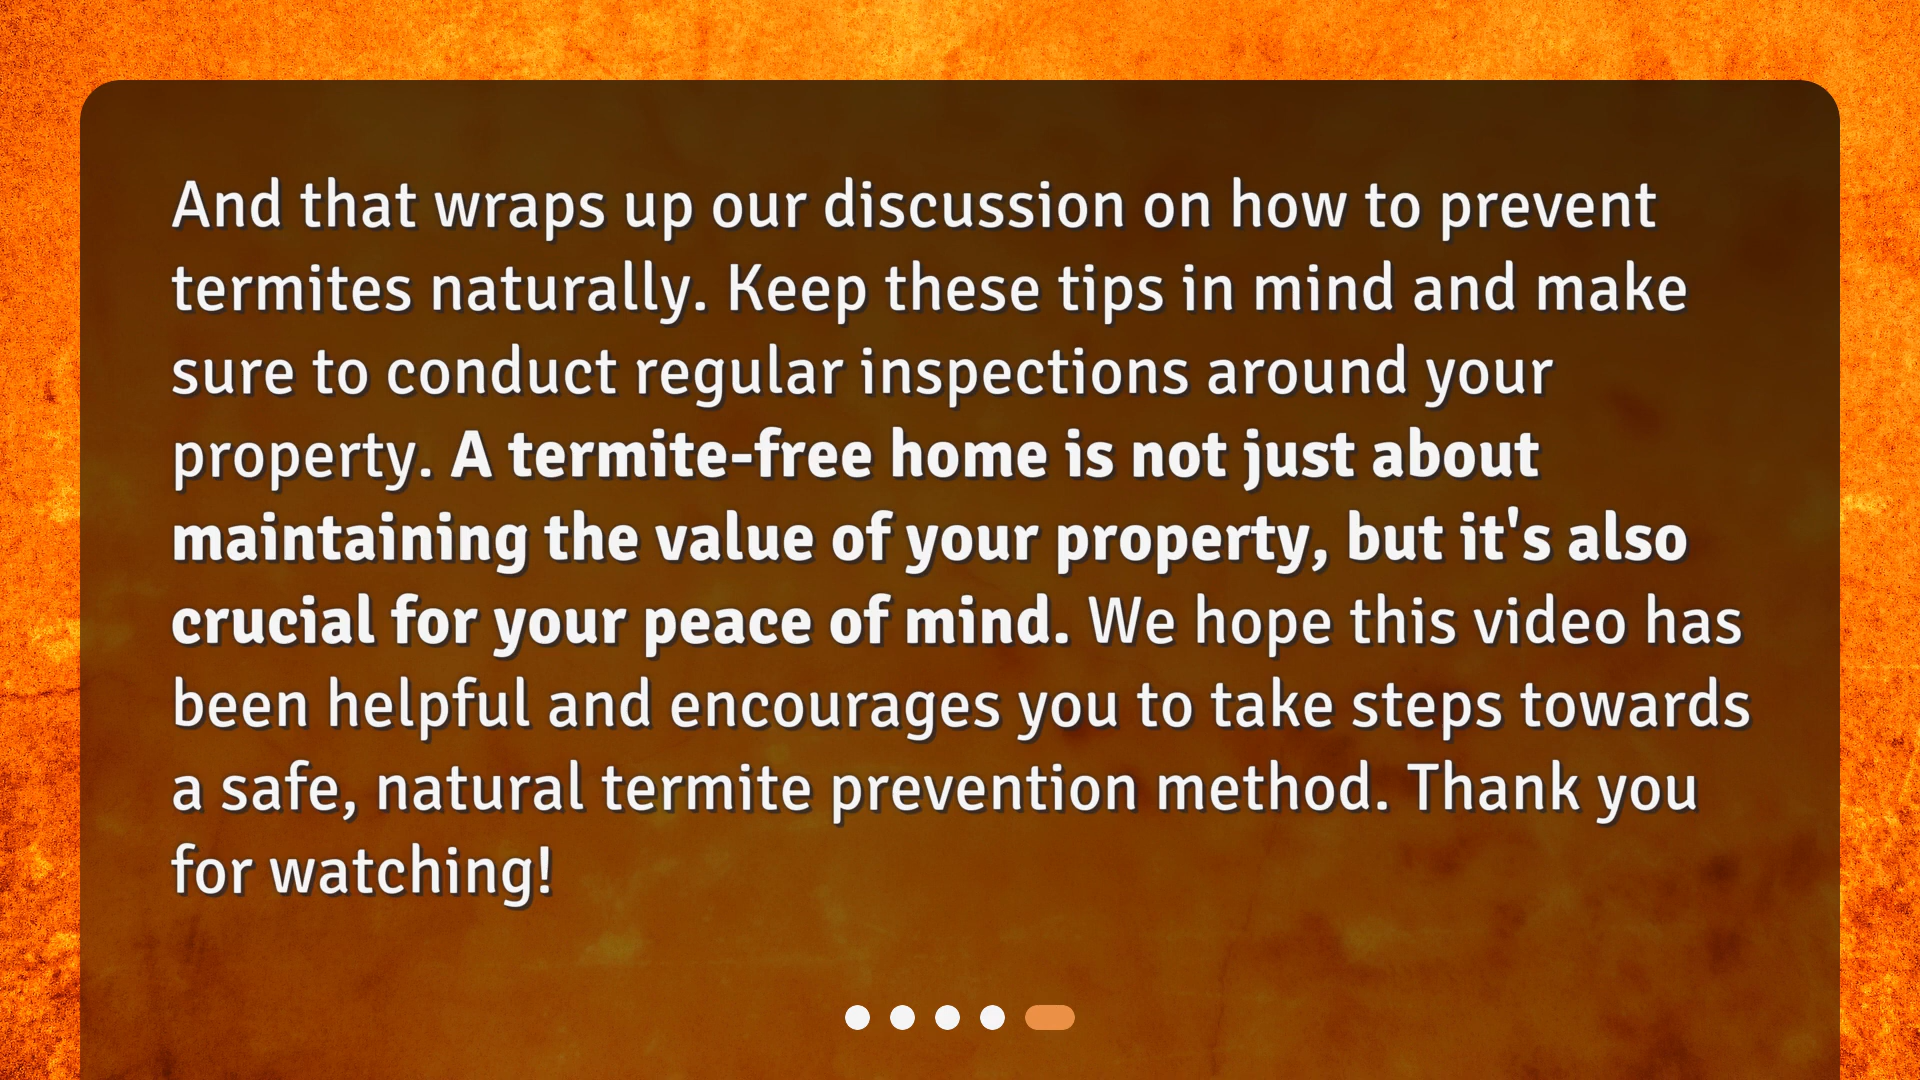 And that wraps up our discussion on how to prevent
termites naturally. Keep these tips in mind and make
sure to conduct regular inspections around your
property. A termite-free home is not just about
maintaining the value of your property, but it's also
crucial for your peace of mind. We hope this video has
been helpful and encourages you to take steps towards
a safe, natural termite prevention method. Thank you
for watching!